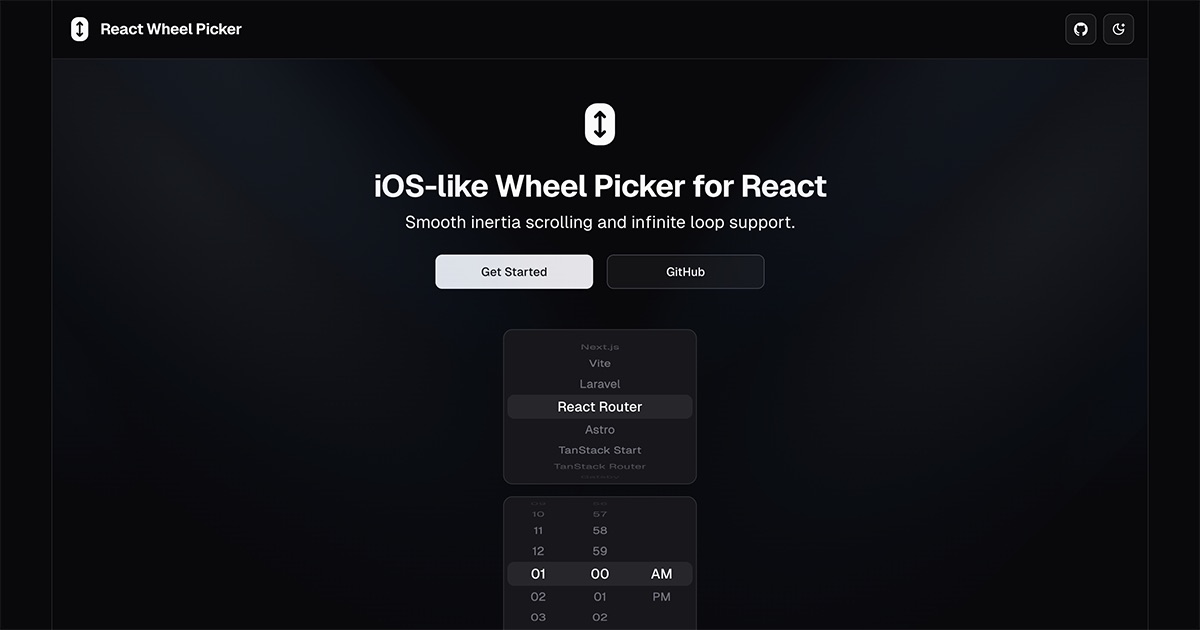 React Wheel Picker
iOS-like Wheel Picker for React
Smooth inertia scrolling and infinite loop support.
Get Started
GitHub
Next.js
Vite
Laravel
React Router
Astro
TanStack Start
TanStack Router
10 57
11 58
12 59
01 00 AM
02 01 PM
03 02